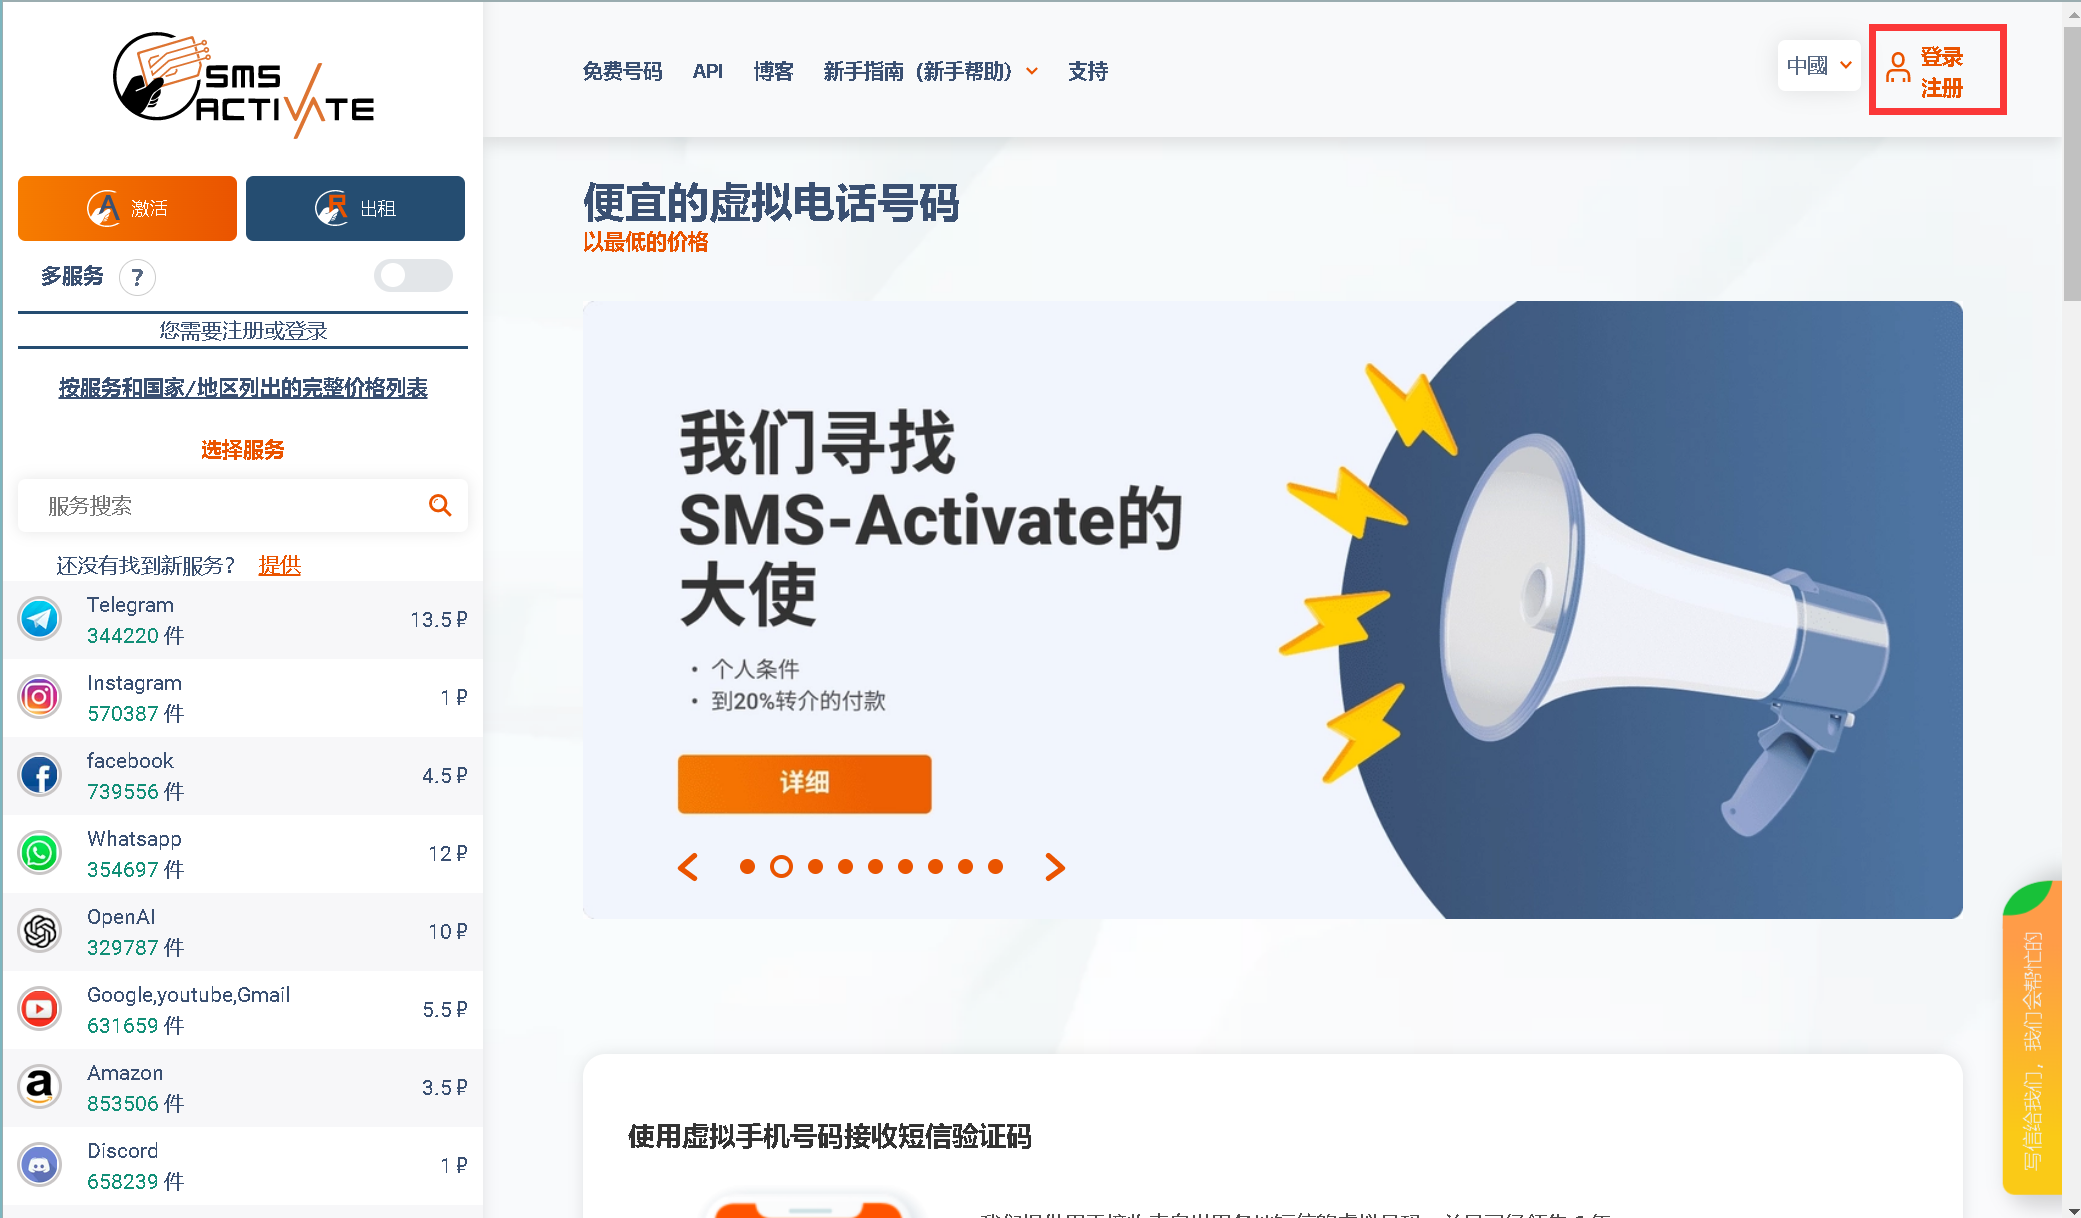 SMS
ACTIVATE
免费号码
API
博客
新手指南（新手帮助）
支持
中國
登录
注册
激活
出租
多服务
?
您需要注册或登录
按服务和国家/地区列出的完整价格列表
选择服务
服务搜索
还没有找到新服务？ 提供
Telegram
344220 件
13.5 ₽
Instagram
570387 件
1 ₽
facebook
739556 件
4.5 ₽
Whatsapp
354697 件
12 ₽
OpenAI
329787 件
10 ₽
Google,youtube,Gmail
631659 件
5.5 ₽
Amazon
853506 件
3.5 ₽
Discord
658239 件
1 ₽
便宜的虚拟电话号码
以最低的价格
我们寻找
SMS-Activate的
大使
• 个人条件
• 到20%转介的付款
详细
使用虚拟手机号码接收短信验证码
写信给我们，我们会帮忙的